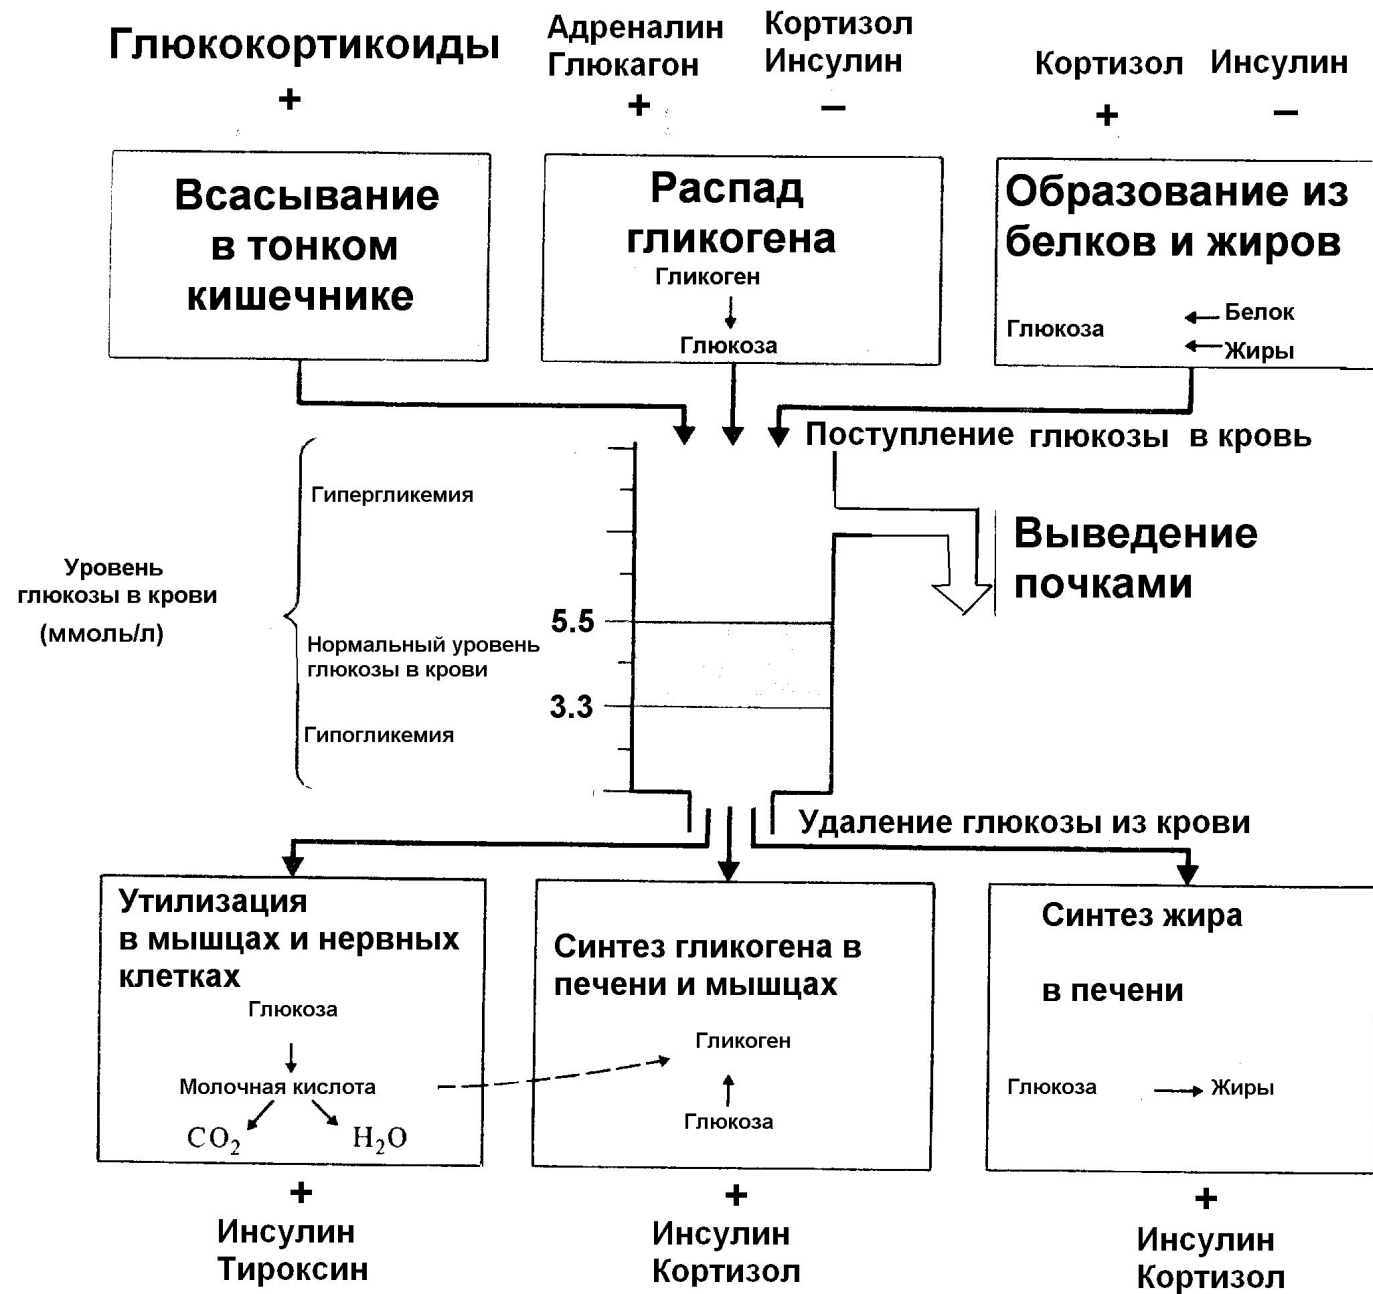 Глюкокортикоиды
+
Адреналин
Глюкагон
+
Кортизол
Инсулин
–
Кортизол
+
Инсулин
–
Всасывание
в тонком
кишечнике
Распад
гликогена
Гликоген
Глюкоза
Образование из
белков и жиров
Глюкоза
Белок
Жиры
Поступление глюкозы в кровь
Уровень
глюкозы в крови
(ммоль/л)
Гипергликемия
Нормальный уровень
глюкозы в крови
Гипогликемия
5.5
3.3
Выведение
почками
Удаление глюкозы из крови
Утилизация
в мышцах и нервных
клетках
Глюкоза
Молочная кислота
CO₂
H₂O
Синтез гликогена в
печени и мышцах
Гликоген
Глюкоза
Синтез жира
в печени
Глюкоза
Жиры
+
Инсулин
Тироксин
+
Инсулин
Кортизол
+
Инсулин
Кортизол